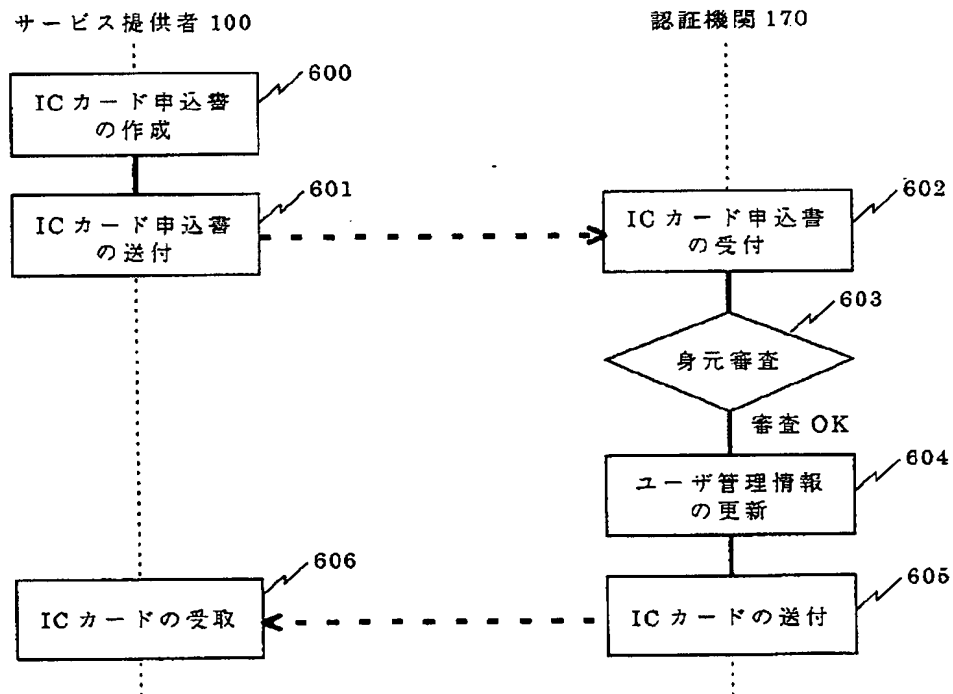 サービス提供者 100
認証機関 170
600
ICカード申込書
の作成
601
ICカード申込書
の送付
602
ICカード申込書
の受付
603
身元審査
審査 OK
604
ユーザ管理情報
の更新
605
ICカードの送付
606
ICカードの受取